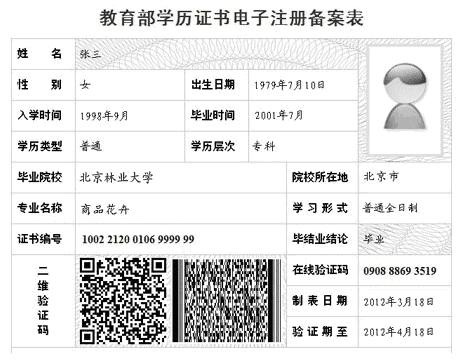 教育部学历证书电子注册备案表
姓 名 张三
性 别 女 出生日期 1979年7月10日
入学时间 1998年9月 毕业时间 2001年7月
学历类型 普通 学历层次 专科
毕业院校 北京林业大学 院校所在地 北京市
专业名称 商品花卉 学习形式 普通全日制
证书编号 1002 2120 0106 9999 99 毕结业结论 毕业
二维验证码 在线验证码 0908 8869 3519
制表日期 2012年3月18日
验证期至 2012年4月18日